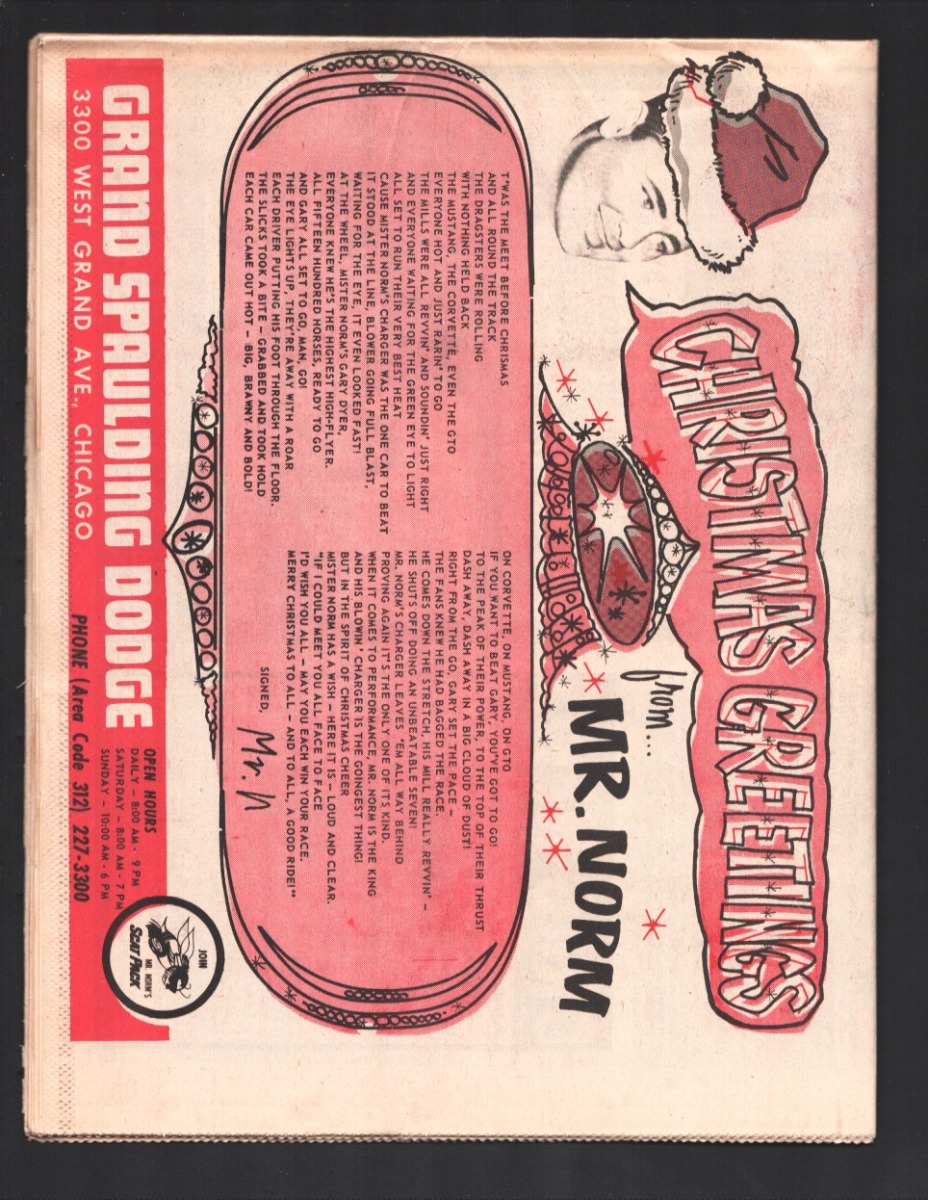 CHRISTMAS GREETINGS
from...
MR. NORM
T'WAS THE MEET BEFORE CHRISMAS
AND ALL ROUND THE TRACK
THE DRAGSTERS WERE ROLLING
WITH NOTHING HELD BACK
THE MUSTANG, THE CORVETTE, EVEN THE GTO
EVERYONE HOT AND JUST RARIN' TO GO
THE MILLS WERE ALL REVVIN' AND SOUNDIN' JUST RIGHT
AND EVERYONE WAITING FOR THE GREEN EYE TO LIGHT
ALL SET TO RUN THEIR VERY BEST HEAT
CAUSE MISTER NORM'S CHARGER WAS THE ONE CAR TO BEAT
IT STOOD AT THE LINE, BLOWER GOING FULL BLAST,
WAITING FOR THE EYE, IT EVEN LOOKED FAST!
AT THE WHEEL, MISTER NORM'S GARY DYER,
EVERYONE KNEW HE'S THE HIGHEST HIGH-FLYER.
ALL FIFTEEN HUNDRED HORSES, READY TO GO
AND GARY ALL SET TO GO, MAN, GO!
THE EYE LIGHTS UP, THEY'RE AWAY WITH A ROAR
EACH DRIVER PUTTING HIS FOOT THROUGH THE FLOOR.
THE SLICKS TOOK A BITE — GRABBED AND TOOK HOLD
EACH CAR CAME OUT HOT — BIG, BRAWNY AND BOLD!
ON CORVETTE, ON MUSTANG, ON GTO
IF YOU WANT TO BEAT GARY, YOU'VE GOT TO GO!
TO THE PEAK OF THEIR POWER, TO THE TOP OF THEIR THRUST
DASH AWAY, DASH AWAY IN A BIG CLOUD OF DUST!
RIGHT FROM THE GO, GARY SET THE PACE —
THE FANS KNEW HE HAD BAGGED THE RACE.
HE COMES DOWN THE STRETCH, HIS MILL REALLY REVVIN' —
HE SHUTS OFF DOING AN UNBEATABLE SEVEN!
MR. NORM'S CHARGER LEAVES 'EM ALL WAY BEHIND
PROVING AGAIN IT'S THE ONLY ONE OF IT'S KIND.
WHEN IT COMES TO PERFORMANCE, MR. NORM IS THE KING
AND HIS BLOWIN' CHARGER IS THE GOINGEST THING!
BUT IN THE SPIRIT OF CHRISTMAS CHEER
MISTER NORM HAS A WISH — HERE IT IS — LOUD AND CLEAR.
"IF I COULD MEET YOU ALL FACE TO FACE
I'D WISH YOU ALL — MAY YOU EACH WIN YOUR RACE.
MERRY CHRISTMAS TO ALL — AND TO ALL, A GOOD RIDE!"
SIGNED, Mr. N
GRAND SPAULDING DODGE
3300 WEST GRAND AVE., CHICAGO
PHONE (Area Code 312) 227-3300
OPEN HOURS
DAILY — 8:00 AM - 9 PM
SATURDAY — 8:00 AM - 7 PM
SUNDAY — 10:00 AM - 6 PM
JOIN
MR. NORM'S
SCAT PACK